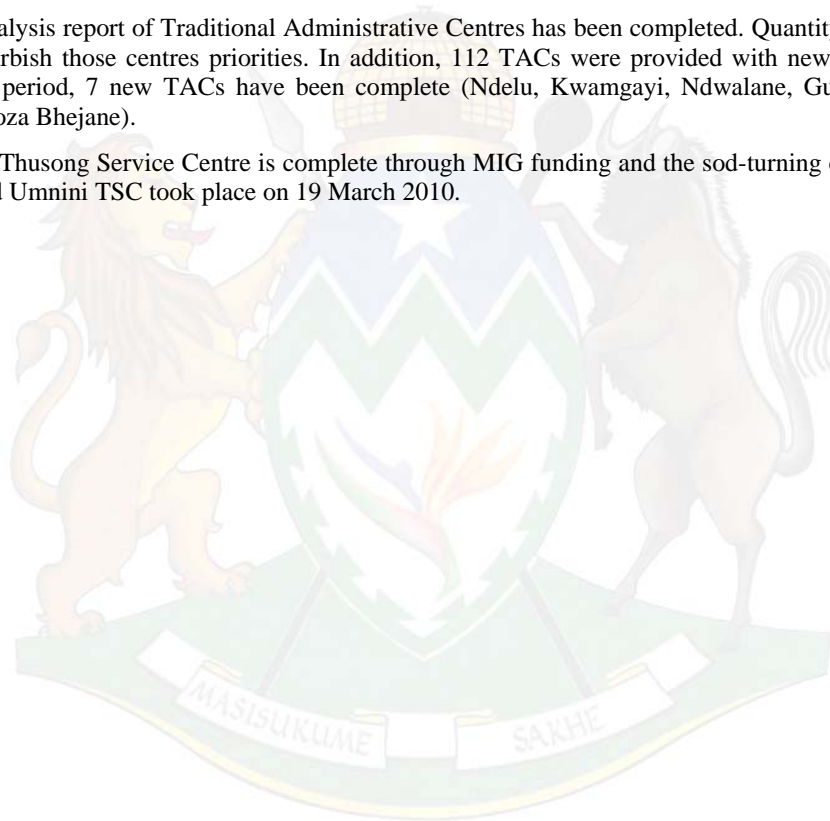 alysis report of Traditional Administrative Centres has been completed. Quantity
rbish those centres priorities. In addition, 112 TACs were provided with new
period, 7 new TACs have been complete (Ndelu, Kwamgayi, Ndwalane, Gu
oza Bhejane).
Thusong Service Centre is complete through MIG funding and the sod-turning
d Umnini TSC took place on 19 March 2010.
MASISUKUME SAKHE